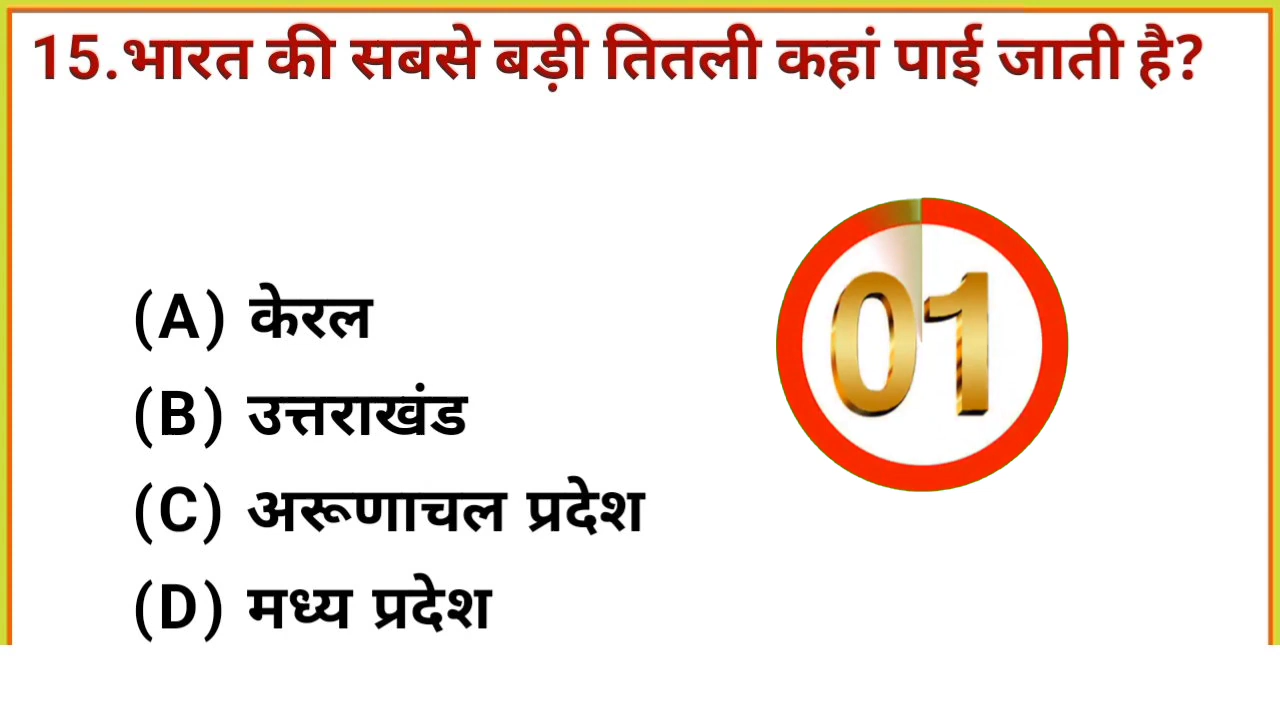 15.भारत की सबसे बड़ी तितली कहां पाई जाती है?
01
(A) केरल
(B) उत्तराखंड
(C) अरूणाचल प्रदेश
(D) मध्य प्रदेश